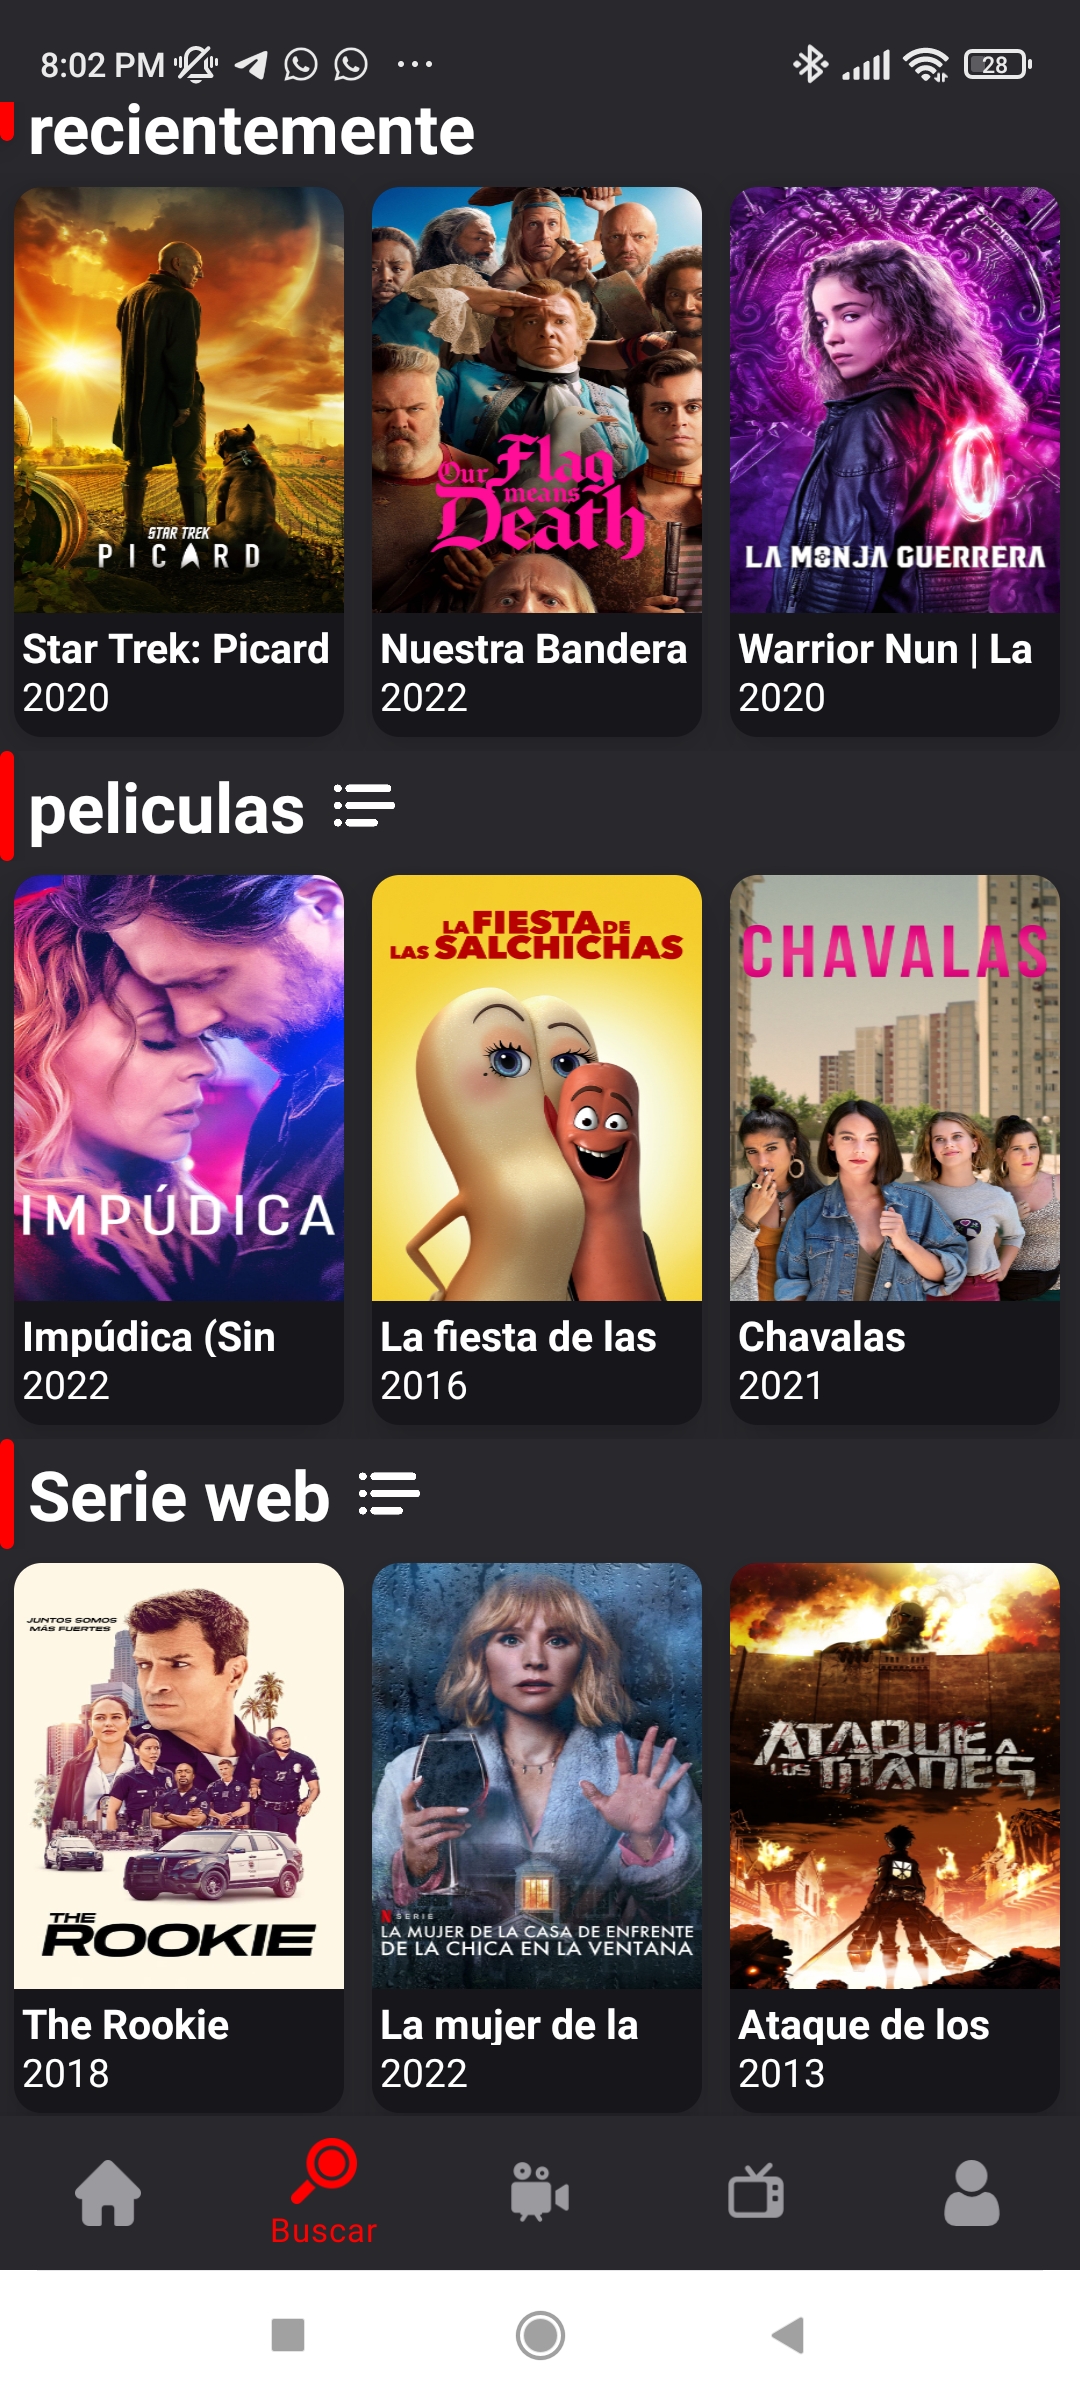 8:02 PM
28
recientemente
STAR TREK
PICARD
Our Flag
means
Death
LA MONJA GUERRERA
Star Trek: Picard
2020
Nuestra Bandera
2022
Warrior Nun | La
2020
peliculas
IMPÚDICA
LA FIESTA DE
LAS SALCHICHAS
CHAVALAS
Impúdica (Sin
2022
La fiesta de las
2016
Chavalas
2021
Serie web
JUNTOS SOMOS
MÁS FUERTES
THE
ROOKIE
N SERIE
LA MUJER DE LA CASA DE ENFRENTE
DE LA CHICA EN LA VENTANA
ATAQUE A
LOS TITANES
The Rookie
2018
La mujer de la
2022
Ataque de los
2013
Buscar